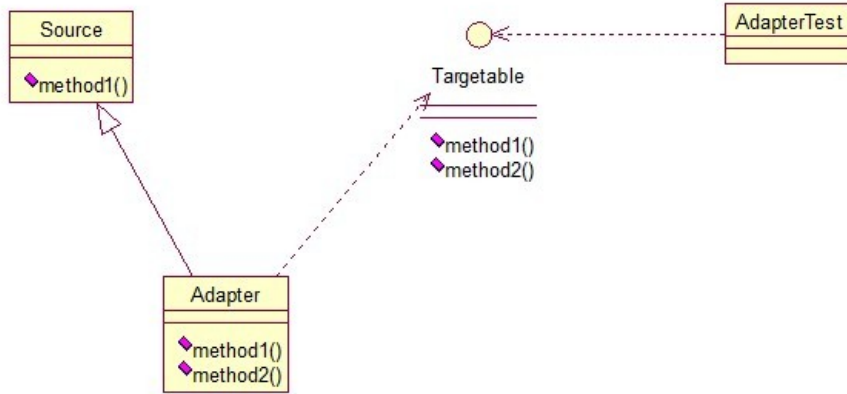 Source
method1()
Targetable
method1()
method2()
AdapterTest
Adapter
method1()
method2()